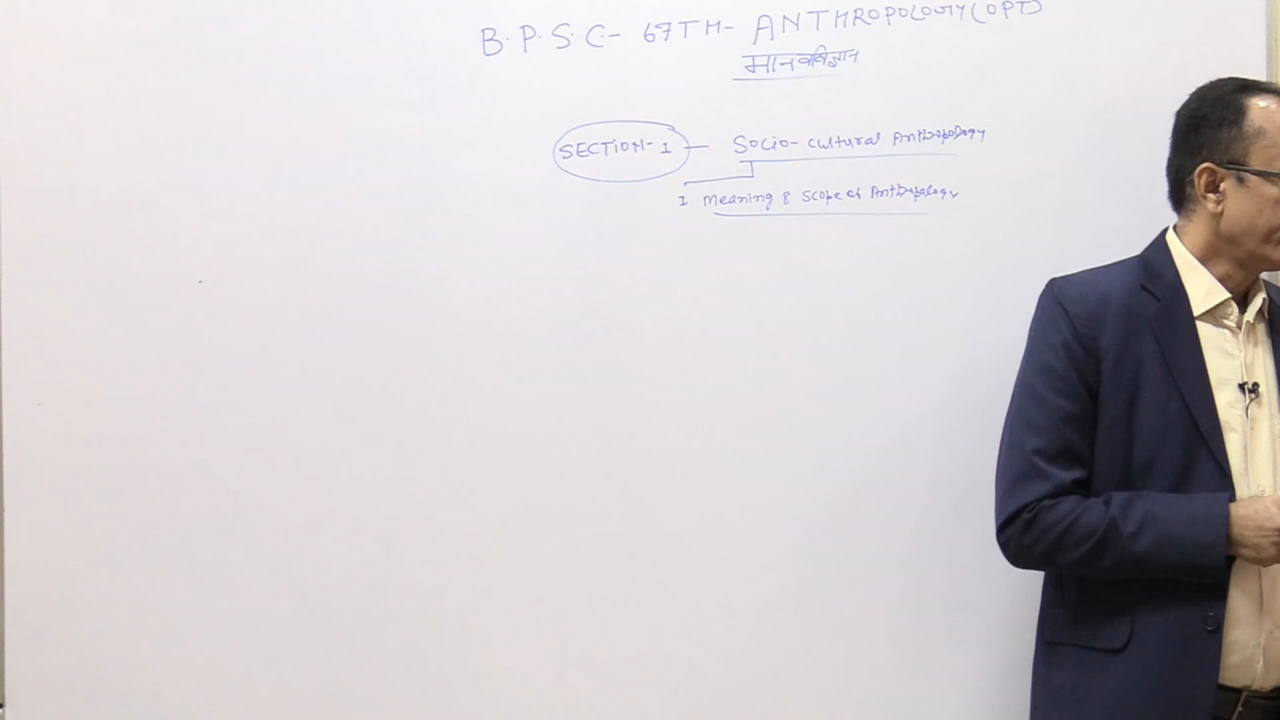 B.P.S.C- 67TH- ANTHROPOLOGY(OPT)
मानवविज्ञान
SECTION-1 — Socio-cultural Anthropology
1 Meaning & Scope of Anthropology